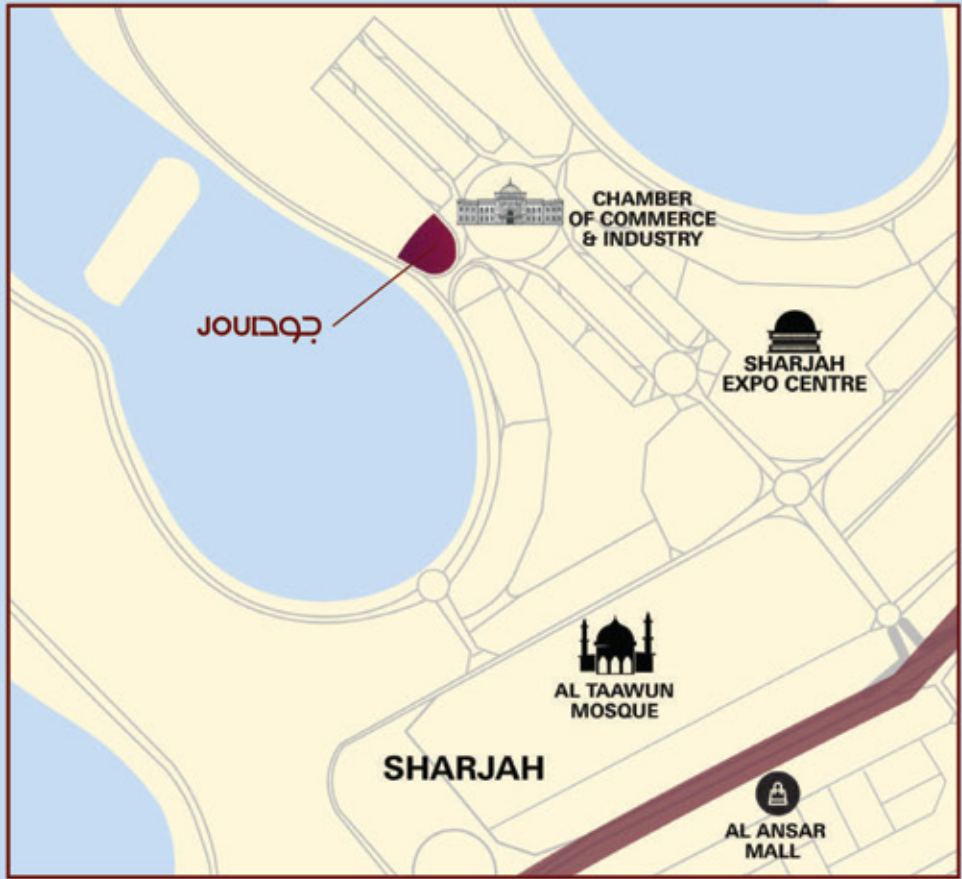 CHAMBER
OF COMMERCE
& INDUSTRY
JOUD جود
SHARJAH
EXPO CENTRE
AL TAAWUN
MOSQUE
SHARJAH
AL ANSAR
MALL